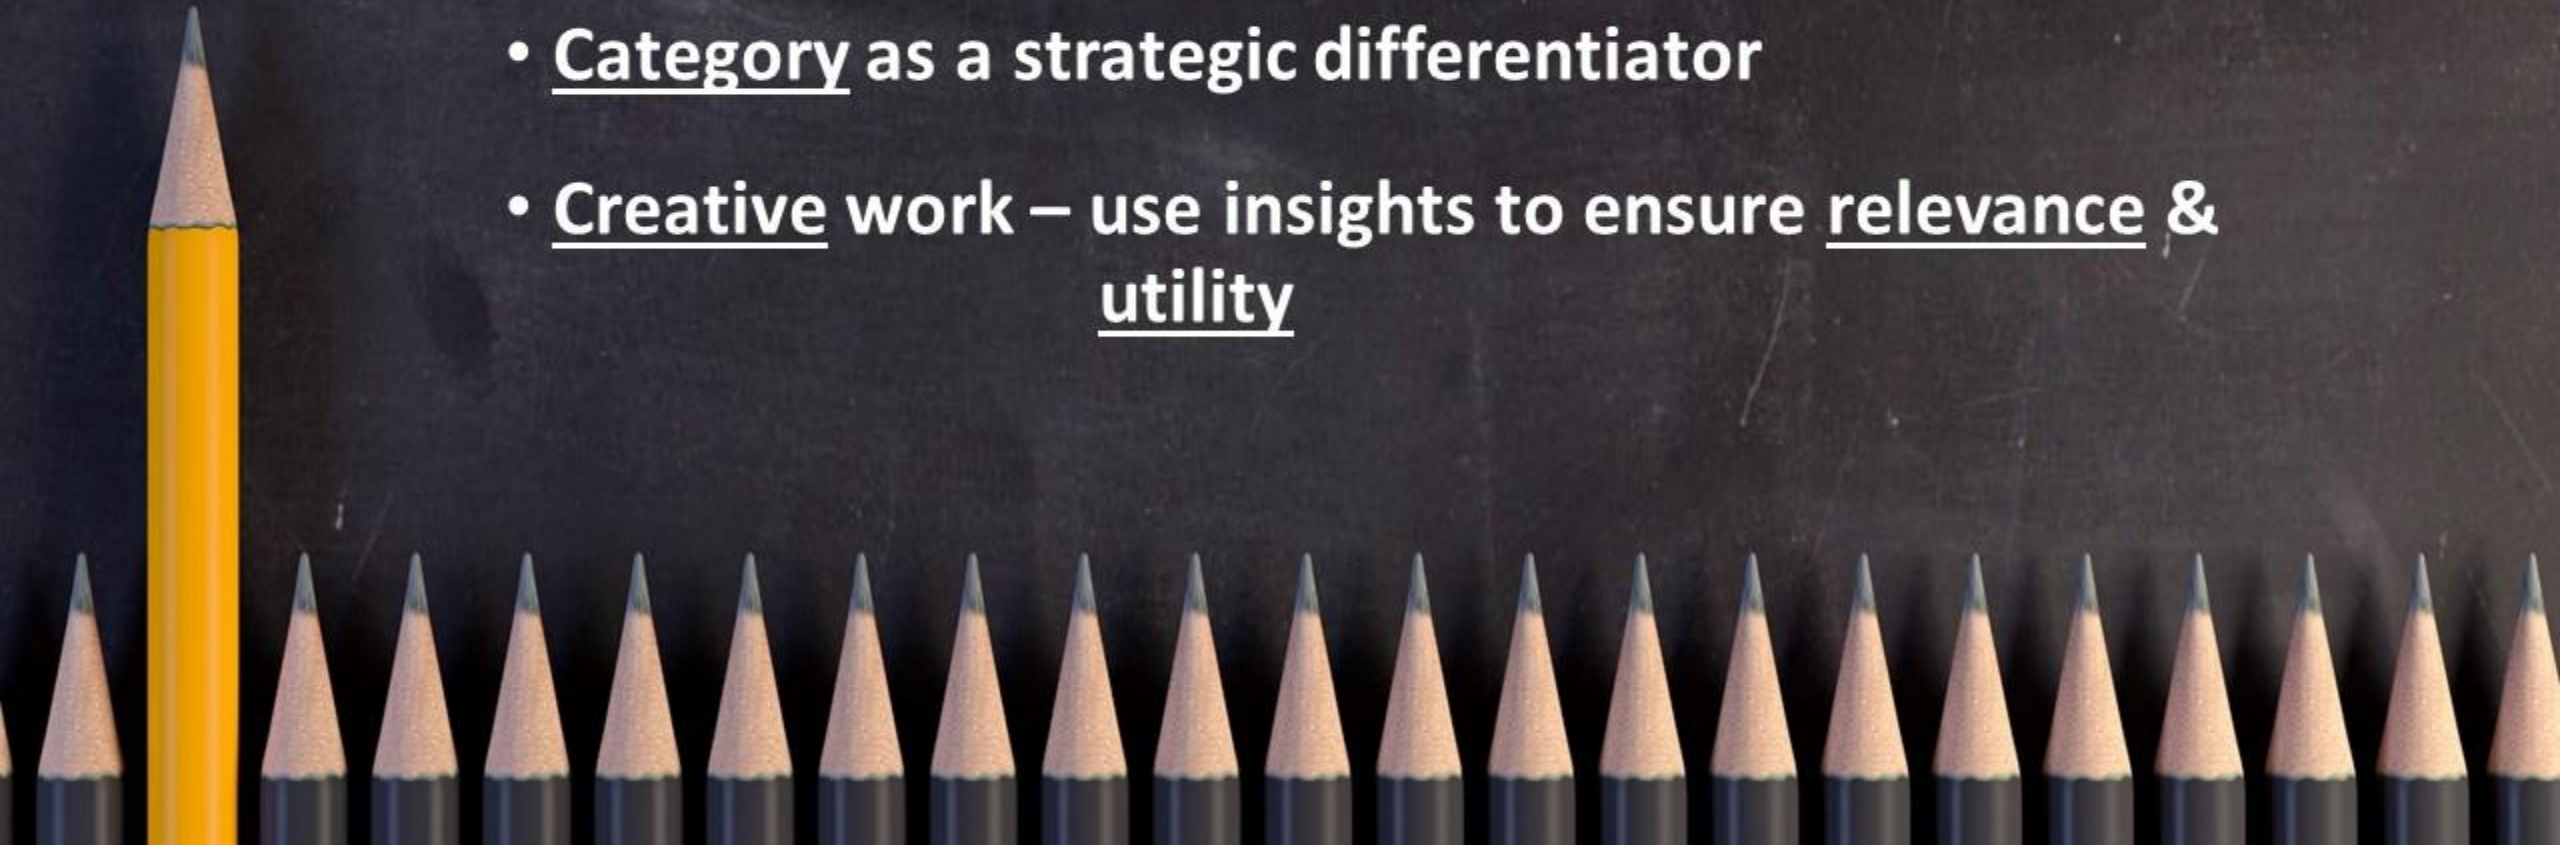 • Category as a strategic differentiator
• Creative work – use insights to ensure relevance &
utility